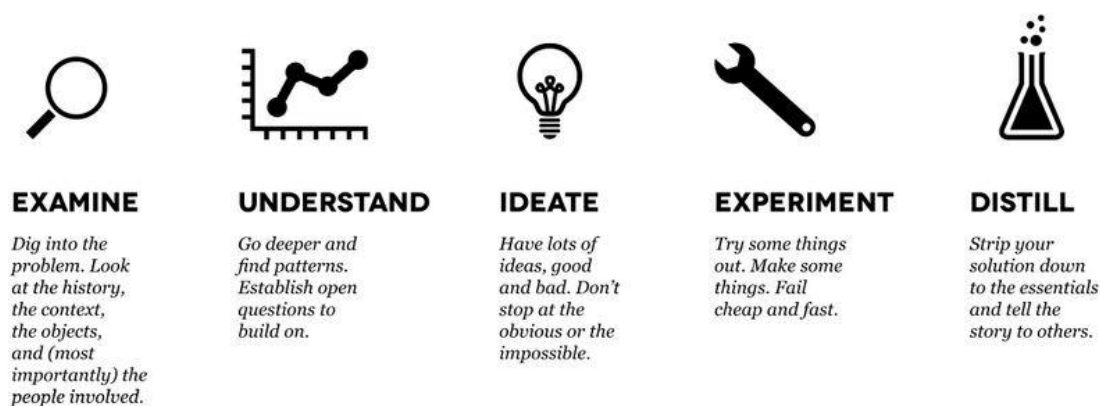 EXAMINE
Dig into the
problem. Look
at the history,
the context,
the objects,
and (most
importantly) the
people involved.
UNDERSTAND
Go deeper and
find patterns.
Establish open
questions to
build on.
IDEATE
Have lots of
ideas, good
and bad. Don't
stop at the
obvious or the
impossible.
EXPERIMENT
Try some things
out. Make some
things. Fail
cheap and fast.
DISTILL
Strip your
solution down
to the essentials
and tell the
story to others.